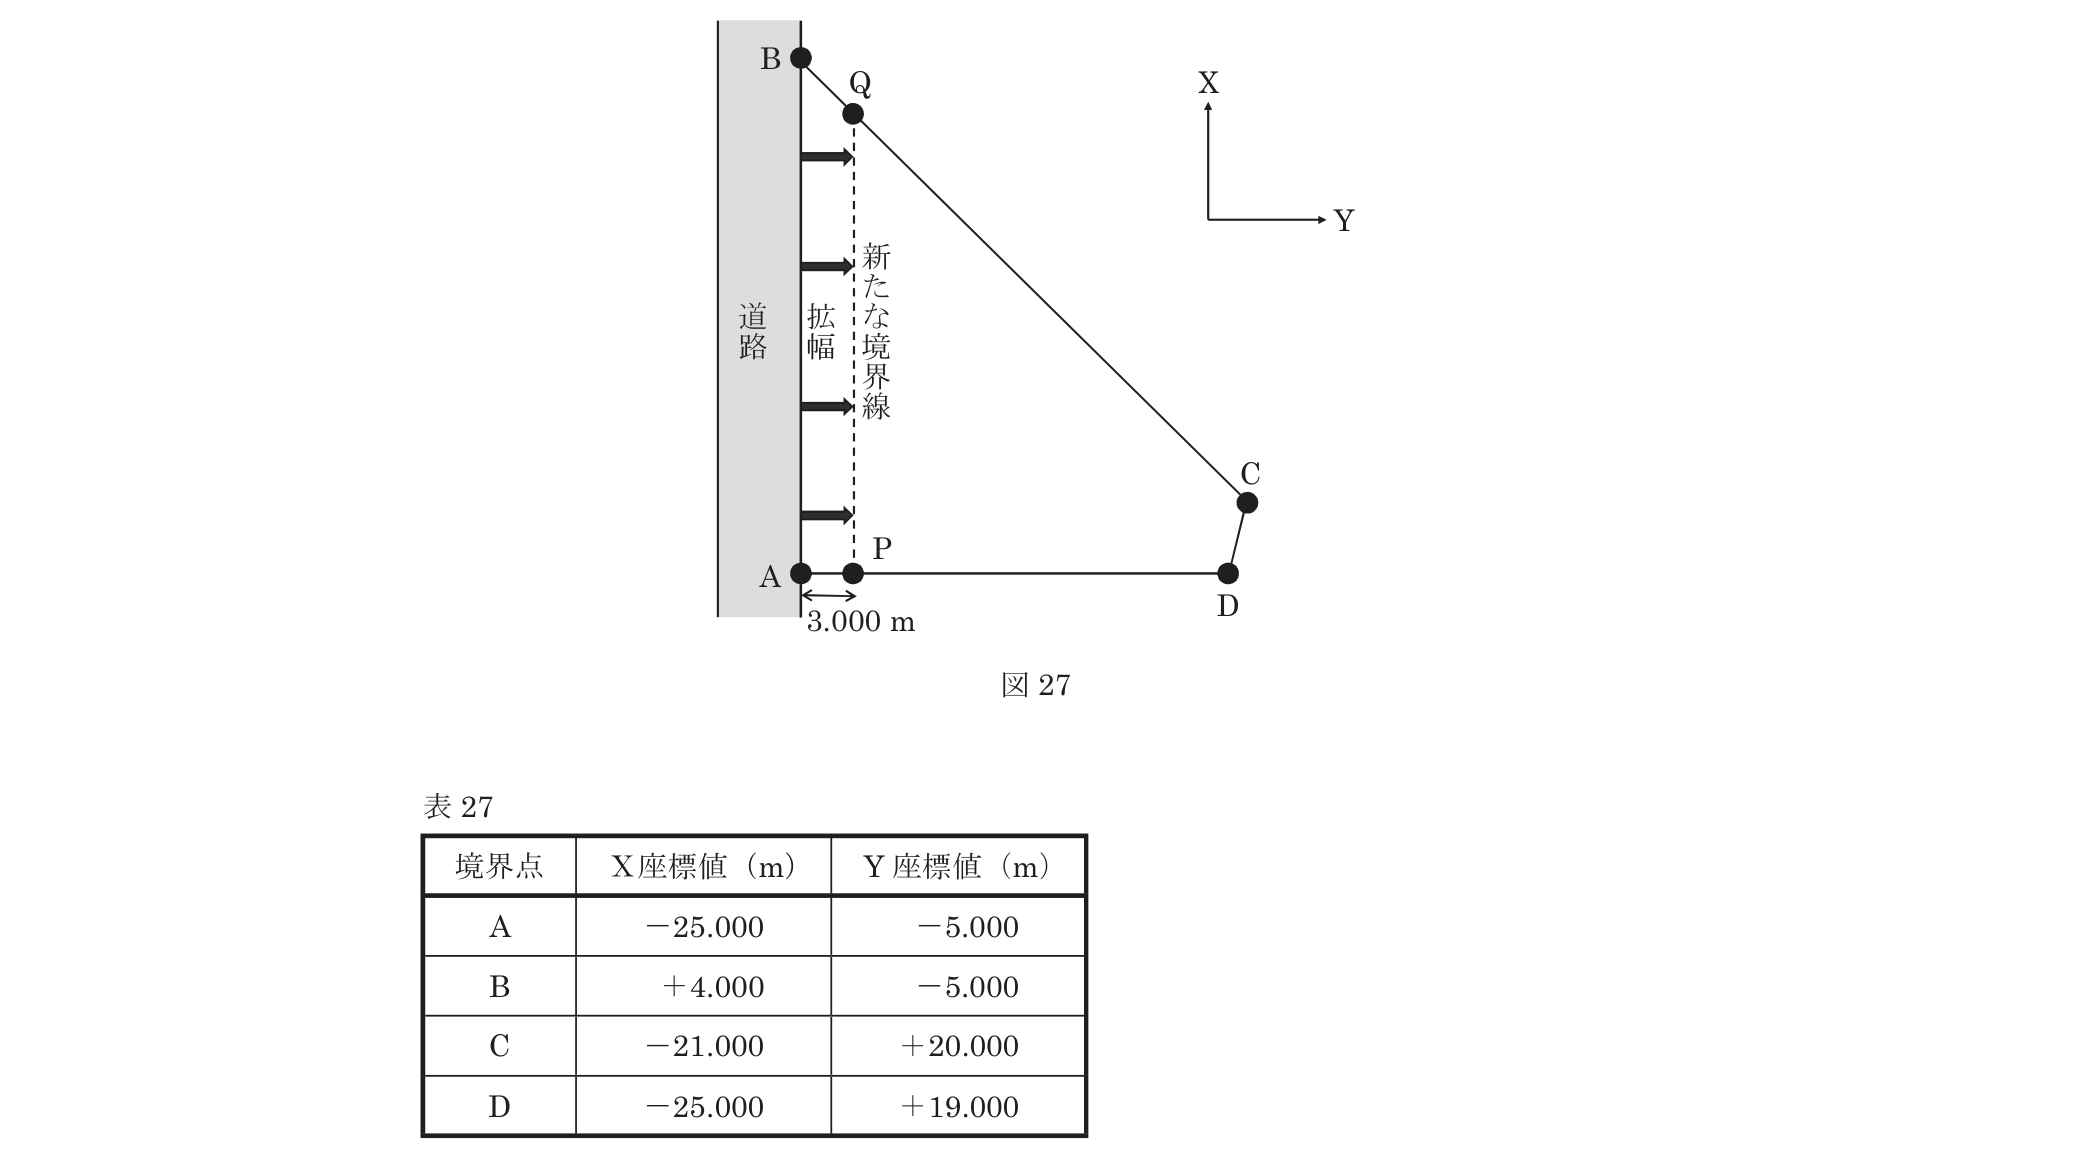 B
Q
X
Y
新たな境界線
道路
拡幅
C
P
A
D
3.000 m
図 27
表 27
境界点 X座標値（m） Y座標値（m）
A －25.000 －5.000
B ＋4.000 －5.000
C －21.000 ＋20.000
D －25.000 ＋19.000